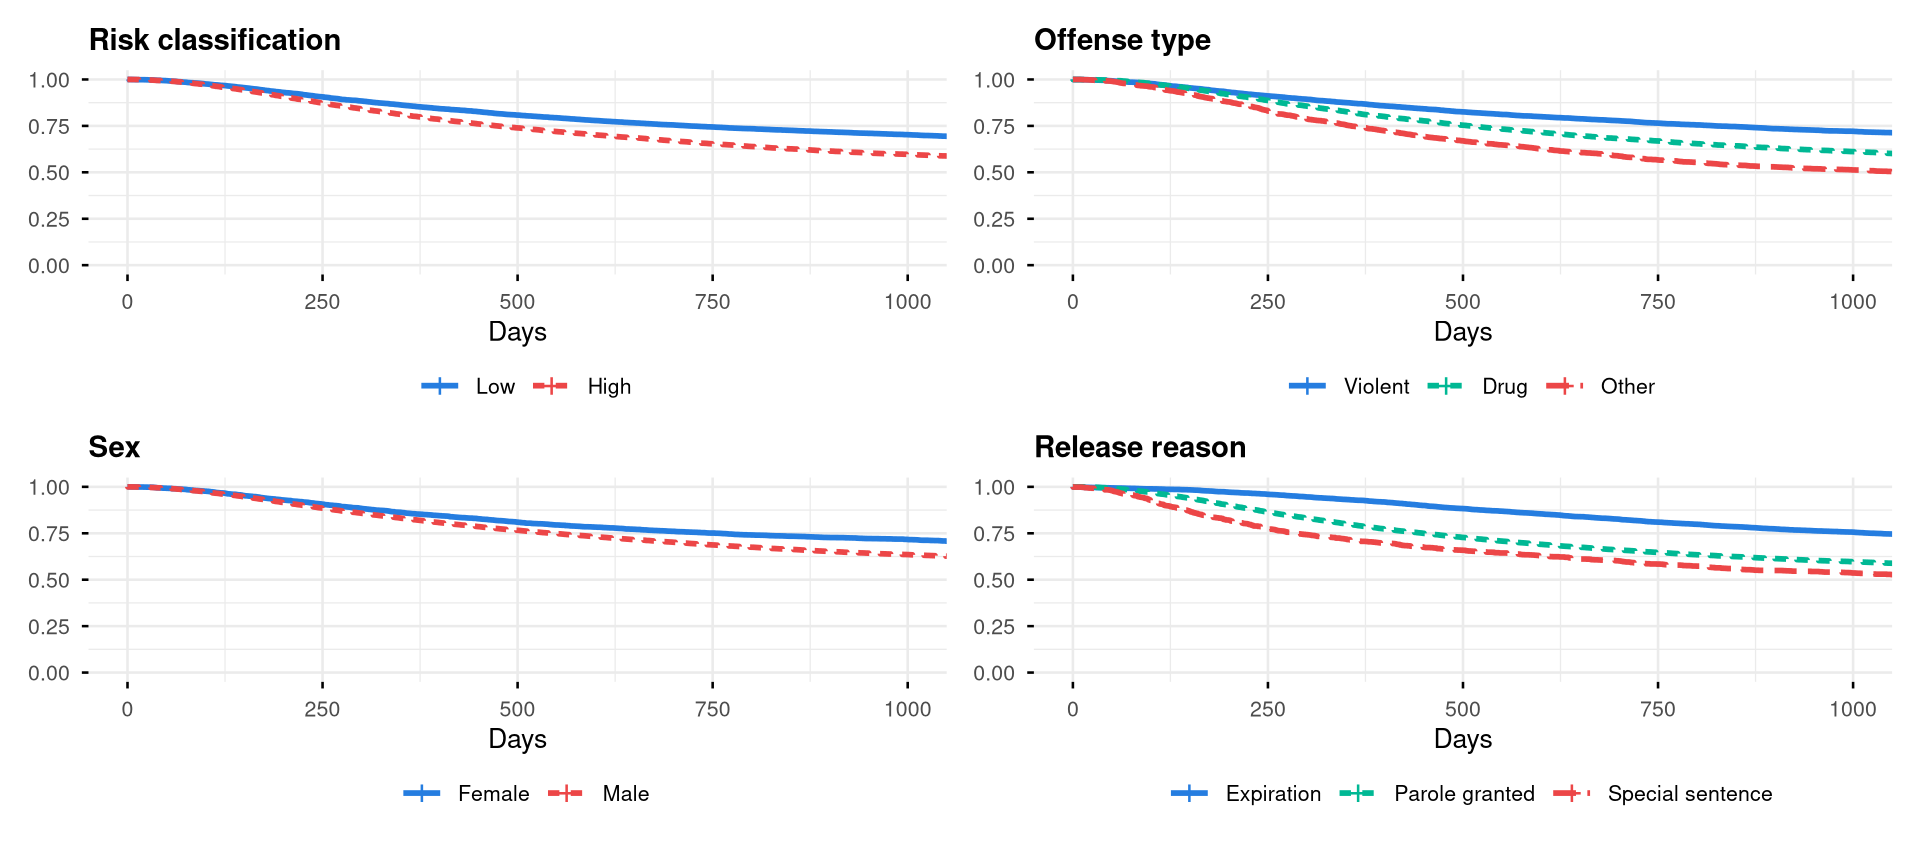 Risk classification
1.00
0.75
0.50
0.25
0.00
0 250 500 750 1000
Days
Low High
Offense type
1.00
0.75
0.50
0.25
0.00
0 250 500 750 1000
Days
Violent Drug Other
Sex
1.00
0.75
0.50
0.25
0.00
0 250 500 750 1000
Days
Female Male
Release reason
1.00
0.75
0.50
0.25
0.00
0 250 500 750 1000
Days
Expiration Parole granted Special sentence